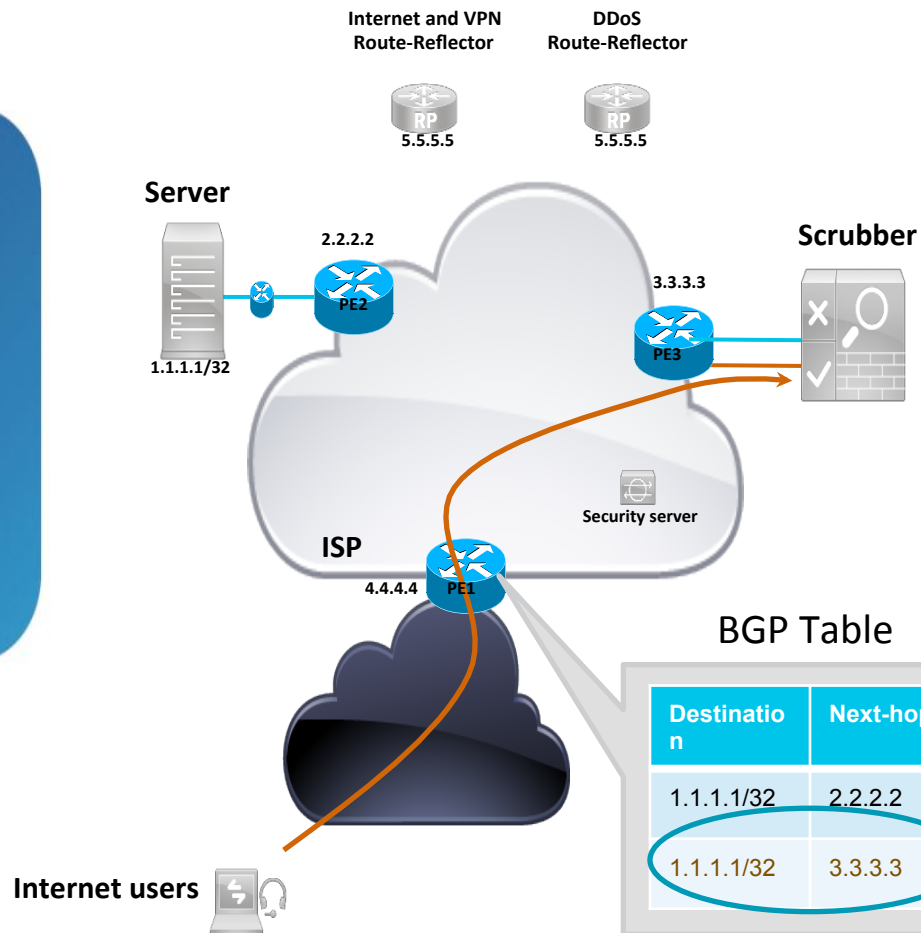 Internet and VPN
Route-Reflector
DDoS
Route-Reflector
RP
5.5.5.5
RP
5.5.5.5
Server
2.2.2.2
PE2
1.1.1.1/32
3.3.3.3
PE3
Scrubber
Security server
ISP
4.4.4.4
PE1
BGP Table
Destinatio
n
Next-hop
1.1.1.1/32
2.2.2.2
1.1.1.1/32
3.3.3.3
Internet users